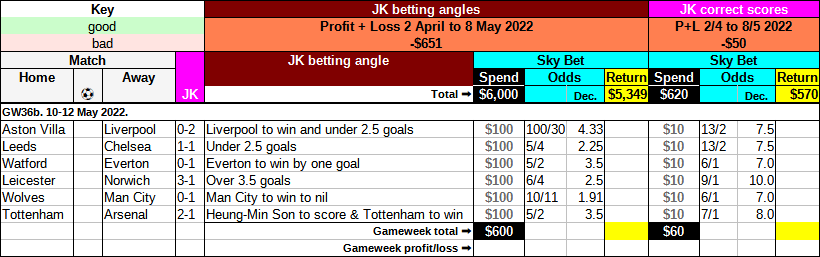 Key JK betting angles JK correct scores
good Profit + Loss 2 April to 8 May 2022 P+L 2/4 to 8/5 2022
bad -$651 -$50
Match JK betting angle Sky Bet Sky Bet
Home Away JK Spend Odds Return Spend Odds Return
Total ➡ $6,000 Dec. $5,349 $620 Dec. $570
GW36b. 10-12 May 2022.
Aston Villa Liverpool 0-2 Liverpool to win and under 2.5 goals $100 100/30 4.33 $10 13/2 7.5
Leeds Chelsea 1-1 Under 2.5 goals $100 5/4 2.25 $10 13/2 7.5
Watford Everton 0-1 Everton to win by one goal $100 5/2 3.5 $10 6/1 7.0
Leicester Norwich 3-1 Over 3.5 goals $100 6/4 2.5 $10 9/1 10.0
Wolves Man City 0-1 Man City to win to nil $100 10/11 1.91 $10 6/1 7.0
Tottenham Arsenal 2-1 Heung-Min Son to score & Tottenham to win $100 5/2 3.5 $10 7/1 8.0
Gameweek total ➡ $600 $60
Gameweek profit/loss ➡